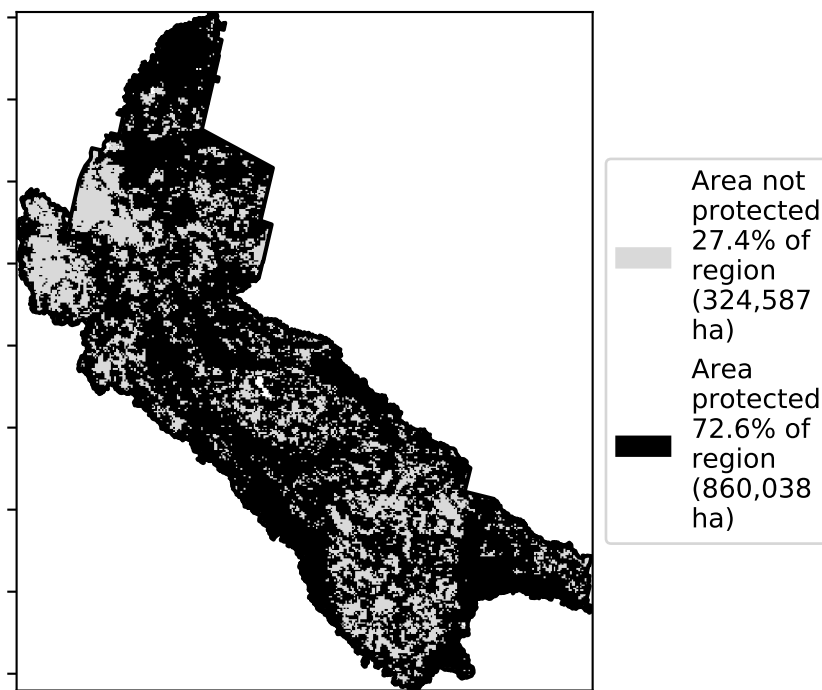 Area not
protected
27.4% of
region
(324,587
ha)
Area
protected
72.6% of
region
(860,038
ha)